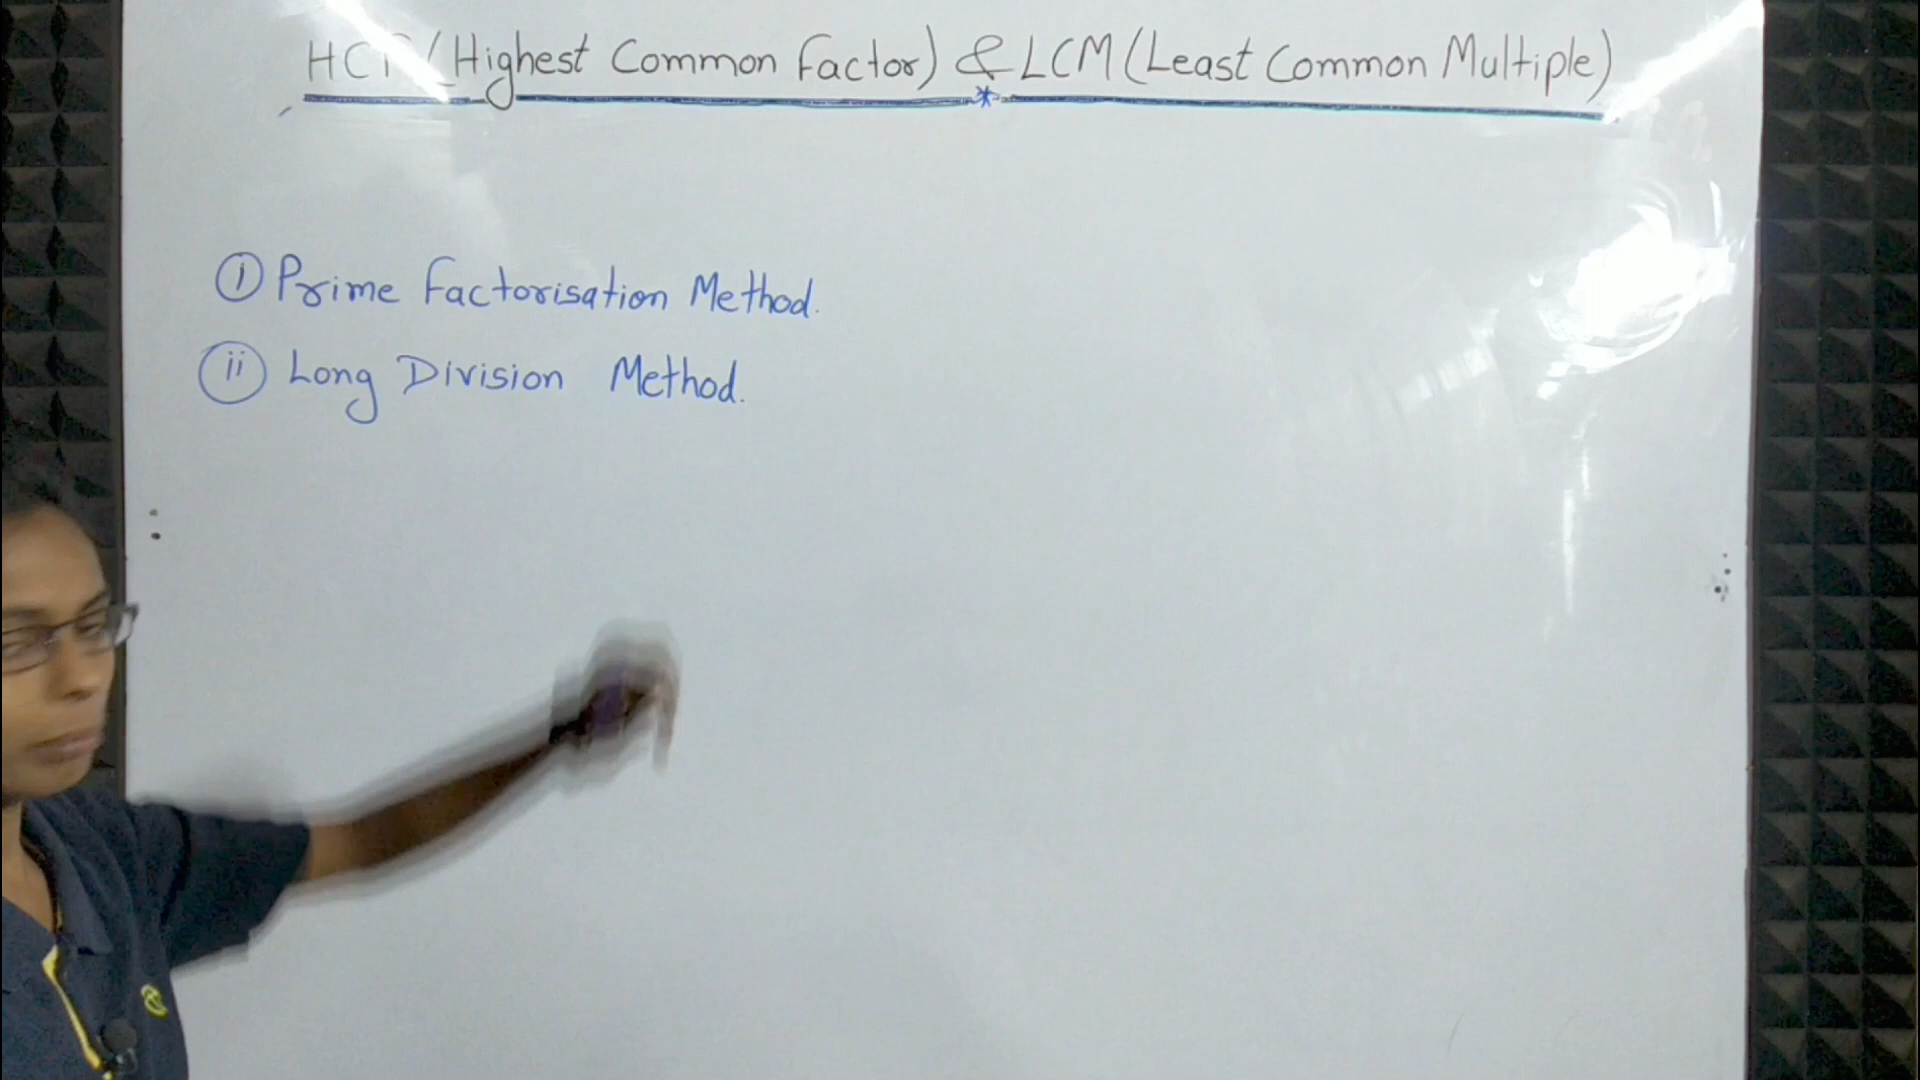 HCF (Highest Common Factor) & LCM (Least Common Multiple)
i Prime Factorisation Method.
ii Long Division Method.